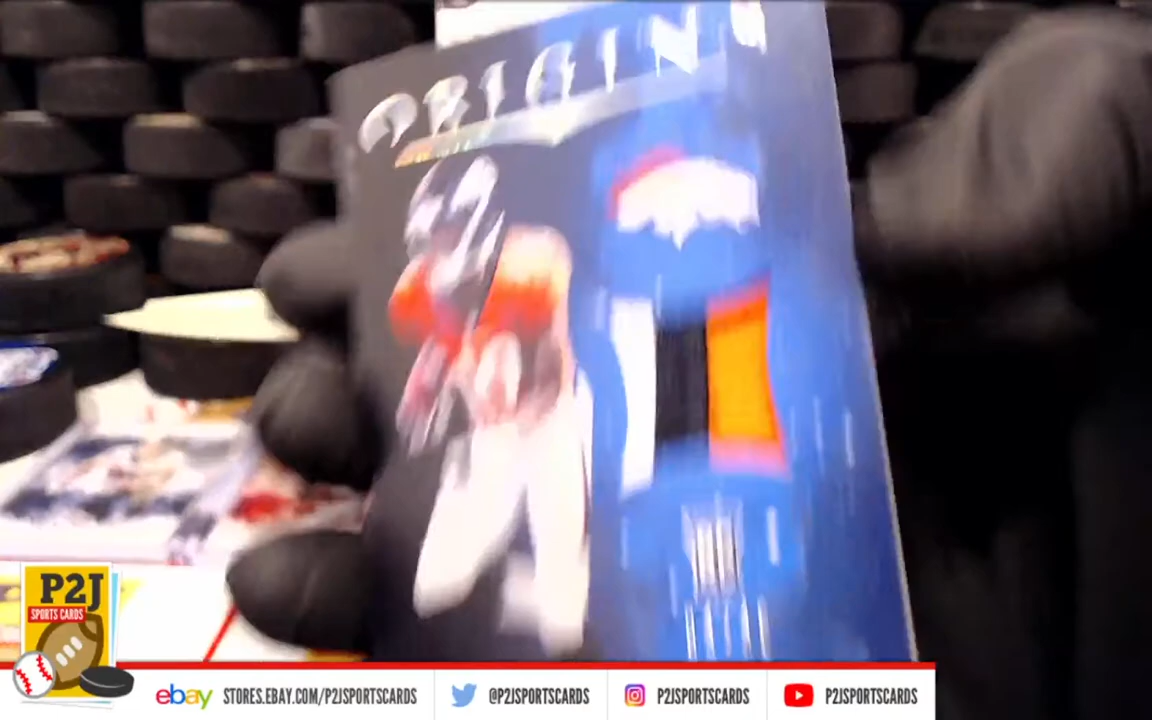 ORIGINS
P2J
SPORTS CARDS
ebay STORES.EBAY.COM/P2JSPORTSCARDS
@P2JSPORTSCARDS
P2JSPORTSCARDS
P2JSPORTSCARDS